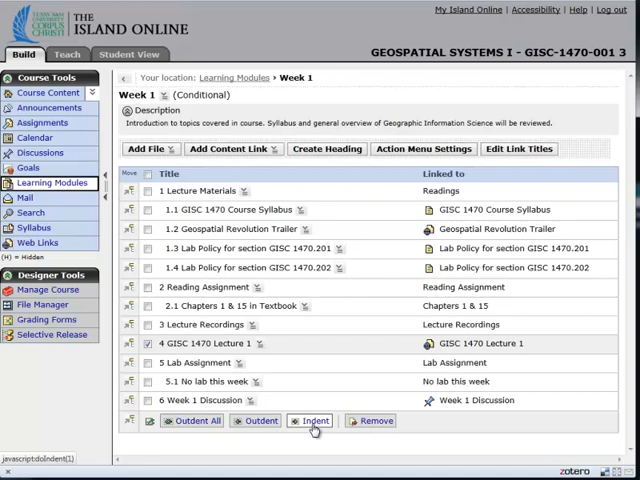 My Island Online | Accessibility | Help | Log out
TEXAS A&M
UNIVERSITY
CORPUS
CHRISTI
THE
ISLAND ONLINE
Build Teach Student View
GEOSPATIAL SYSTEMS I - GISC-1470-001 3
Course Tools
Course Content
Announcements
Assignments
Calendar
Discussions
Goals
Learning Modules
Mail
Search
Syllabus
Web Links
(H) = Hidden
Designer Tools
Manage Course
File Manager
Grading Forms
Selective Release
Your location: Learning Modules › Week 1
Week 1 (Conditional)
Description
Introduction to topics covered in course. Syllabus and general overview of Geographic Information Science will be reviewed.
Add File Add Content Link Create Heading Action Menu Settings Edit Link Titles
Move Title Linked to
1 Lecture Materials Readings
1.1 GISC 1470 Course Syllabus GISC 1470 Course Syllabus
1.2 Geospatial Revolution Trailer Geospatial Revolution Trailer
1.3 Lab Policy for section GISC 1470.201 Lab Policy for section GISC 1470.201
1.4 Lab Policy for section GISC 1470.202 Lab Policy for section GISC 1470.202
2 Reading Assignment Reading Assignment
2.1 Chapters 1 & 15 in Textbook Chapters 1 & 15
3 Lecture Recordings Lecture Recordings
4 GISC 1470 Lecture 1 GISC 1470 Lecture 1
5 Lab Assignment Lab Assignment
5.1 No lab this week No lab this week
6 Week 1 Discussion Week 1 Discussion
Outdent All Outdent Indent Remove
javascript:doIndent(1)
zotero